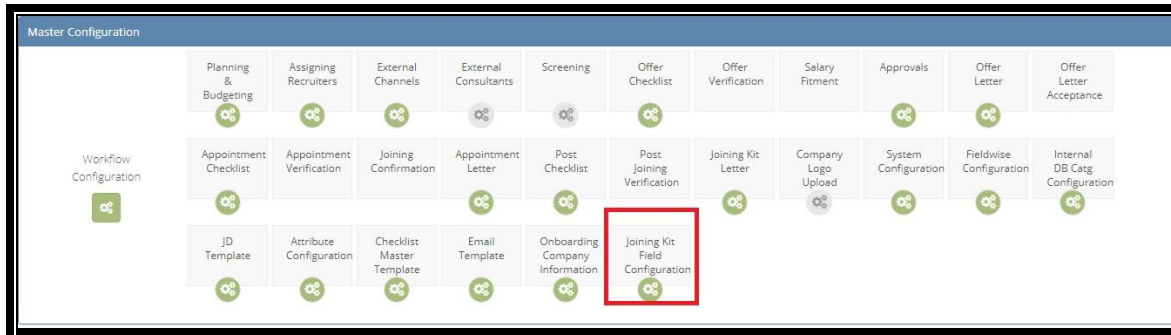 Master Configuration
Workflow
Configuration
Planning
&
Budgeting
Assigning
Recruiters
External
Channels
External
Consultants
Screening
Offer
Checklist
Offer
Verification
Salary
Fitment
Approvals
Offer
Letter
Offer
Letter
Acceptance
Appointment
Checklist
Appointment
Verification
Joining
Confirmation
Appointment
Letter
Post
Checklist
Post
Joining
Verification
Joining Kit
Letter
Company
Logo
Upload
System
Configuration
Fieldwise
Configuration
Internal
DB Catg
Configuration
JD
Template
Attribute
Configuration
Checklist
Master
Template
Email
Template
Onboarding
Company
Information
Joining Kit
Field
Configuration